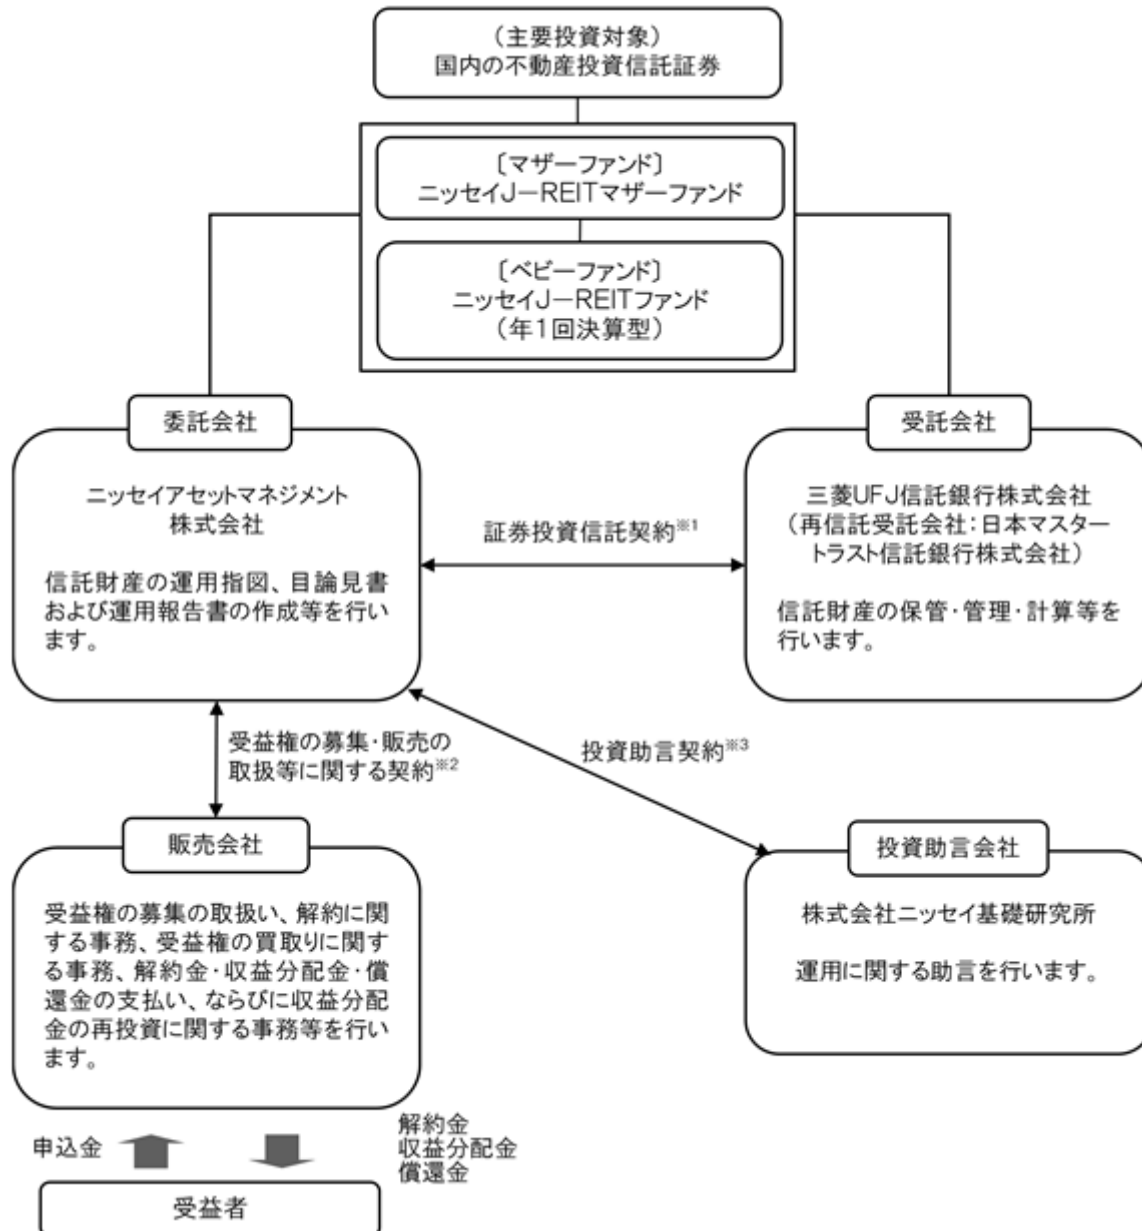 (主要投資対象)
国内の不動産投資信託証券
〔マザーファンド〕
ニッセイJ－REITマザーファンド
〔ベビーファンド〕
ニッセイJ－REITファンド
(年1回決算型)
委託会社
ニッセイアセットマネジメント
株式会社
信託財産の運用指図、目論見書
および運用報告書の作成等を行い
ます。
受託会社
三菱UFJ信託銀行株式会社
(再信託受託会社:日本マスター
トラスト信託銀行株式会社)
信託財産の保管・管理・計算等を
行います。
証券投資信託契約※1
受益権の募集・販売の
取扱等に関する契約※2
投資助言契約※3
販売会社
受益権の募集の取扱い、解約に関
する事務、受益権の買取りに関す
る事務、解約金・収益分配金・償
還金の支払い、ならびに収益分配
金の再投資に関する事務等を行い
ます。
投資助言会社
株式会社ニッセイ基礎研究所
運用に関する助言を行います。
申込金
解約金
収益分配金
償還金
受益者